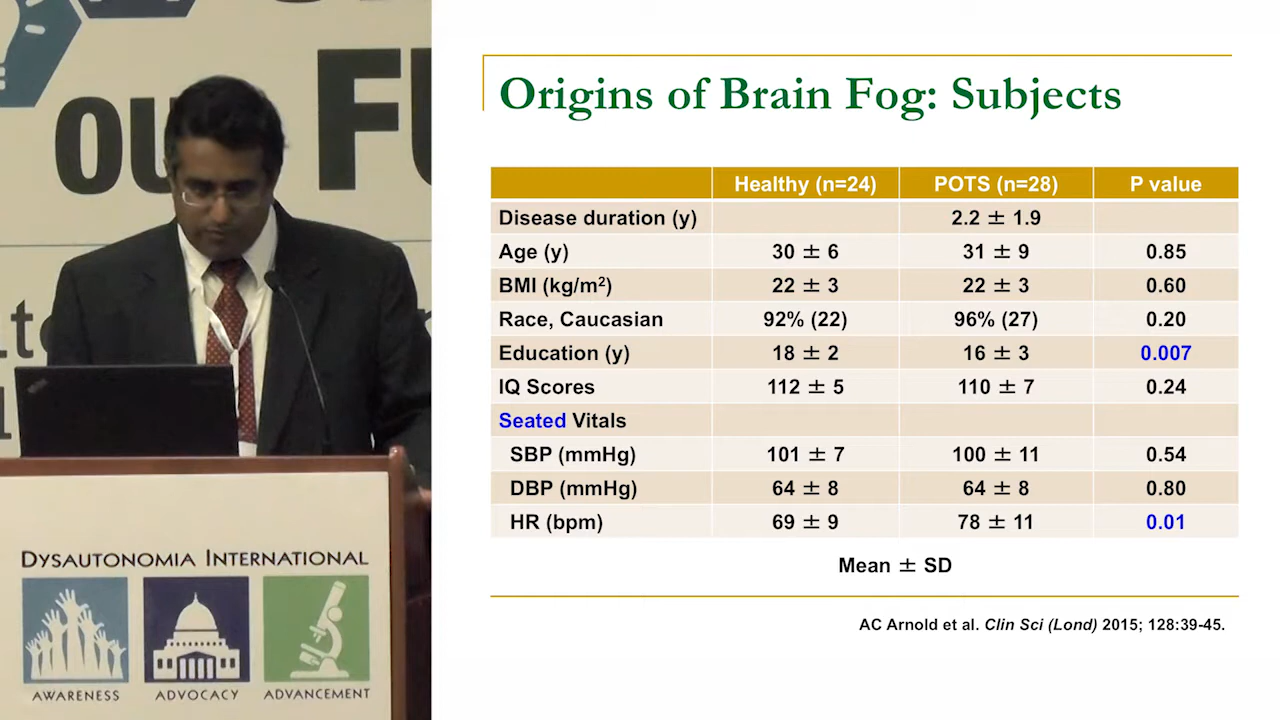 OU
FU
Origins of Brain Fog: Subjects
Healthy (n=24) POTS (n=28) P value
Disease duration (y) 2.2 ± 1.9
Age (y) 30 ± 6 31 ± 9 0.85
BMI (kg/m²) 22 ± 3 22 ± 3 0.60
Race, Caucasian 92% (22) 96% (27) 0.20
Education (y) 18 ± 2 16 ± 3 0.007
IQ Scores 112 ± 5 110 ± 7 0.24
Seated Vitals
SBP (mmHg) 101 ± 7 100 ± 11 0.54
DBP (mmHg) 64 ± 8 64 ± 8 0.80
HR (bpm) 69 ± 9 78 ± 11 0.01
Mean ± SD
AC Arnold et al. Clin Sci (Lond) 2015; 128:39-45.
DYSAUTONOMIA INTERNATIONAL
AWARENESS ADVOCACY ADVANCEMENT